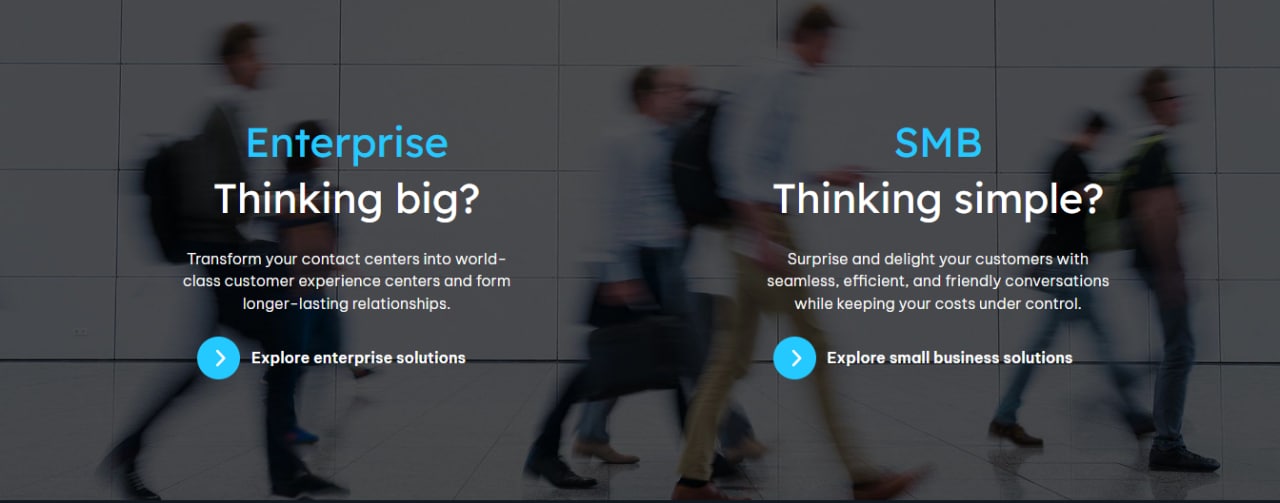 Enterprise
Thinking big?
Transform your contact centers into world-
class customer experience centers and form
longer-lasting relationships.
Explore enterprise solutions
SMB
Thinking simple?
Surprise and delight your customers with
seamless, efficient, and friendly conversations
while keeping your costs under control.
Explore small business solutions